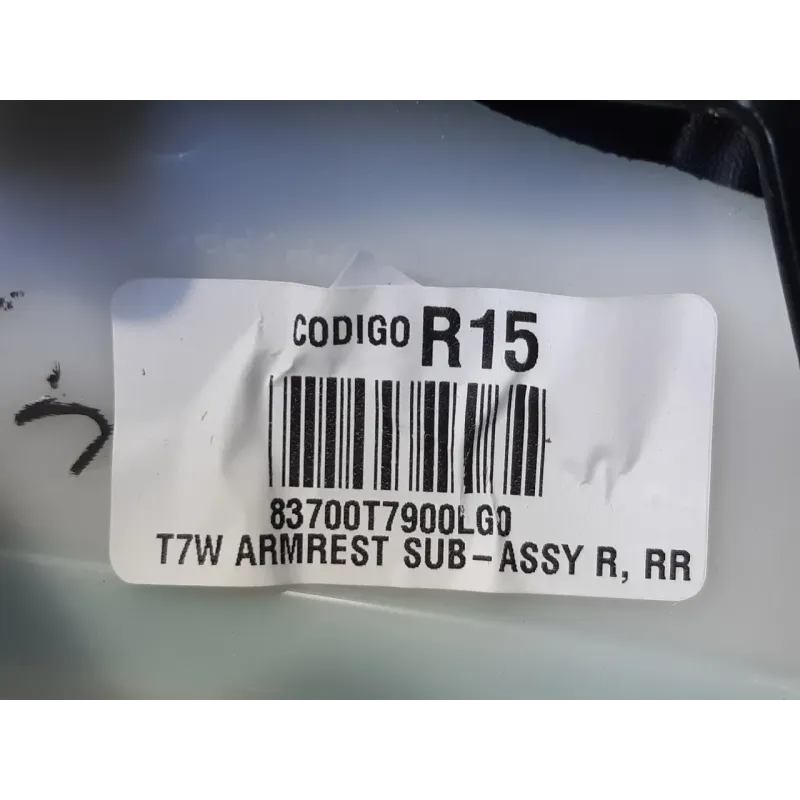 CODIGO R15
83700T7900LG0
T7W ARMREST SUB-ASSY R, RR